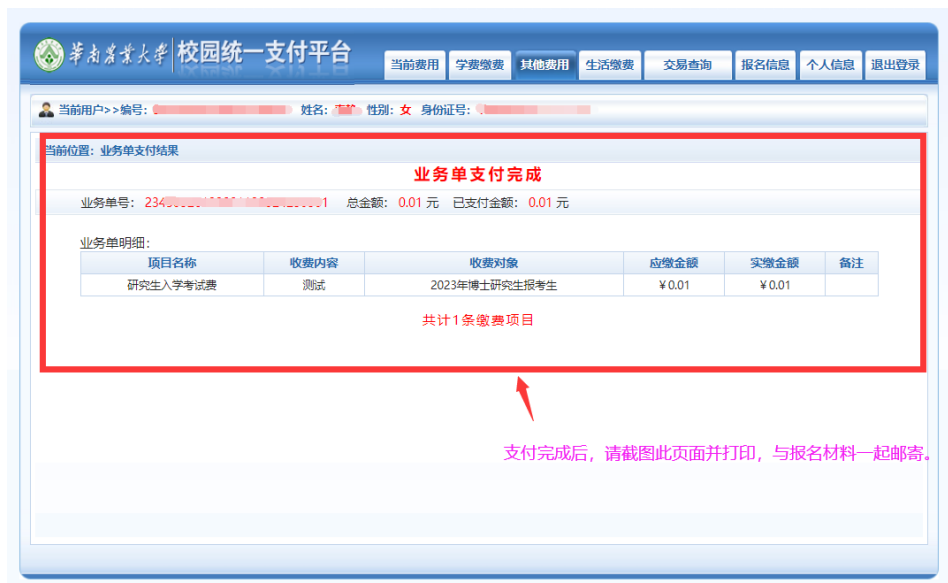 华南农业大学 校园统一支付平台
当前费用 学费缴费 其他费用 生活缴费 交易查询 报名信息 个人信息 退出登录
当前用户>>编号: 姓名: 性别: 女 身份证号:
当前位置: 业务单支付结果
业务单支付完成
业务单号: 总金额: 0.01 元 已支付金额: 0.01 元
业务单明细:
项目名称 收费内容 收费对象 应缴金额 实缴金额 备注
研究生入学考试费 测试 2023年博士研究生报考生 ¥0.01 ¥0.01
共计1条缴费项目
支付完成后，请截图此页面并打印，与报名材料一起邮寄。